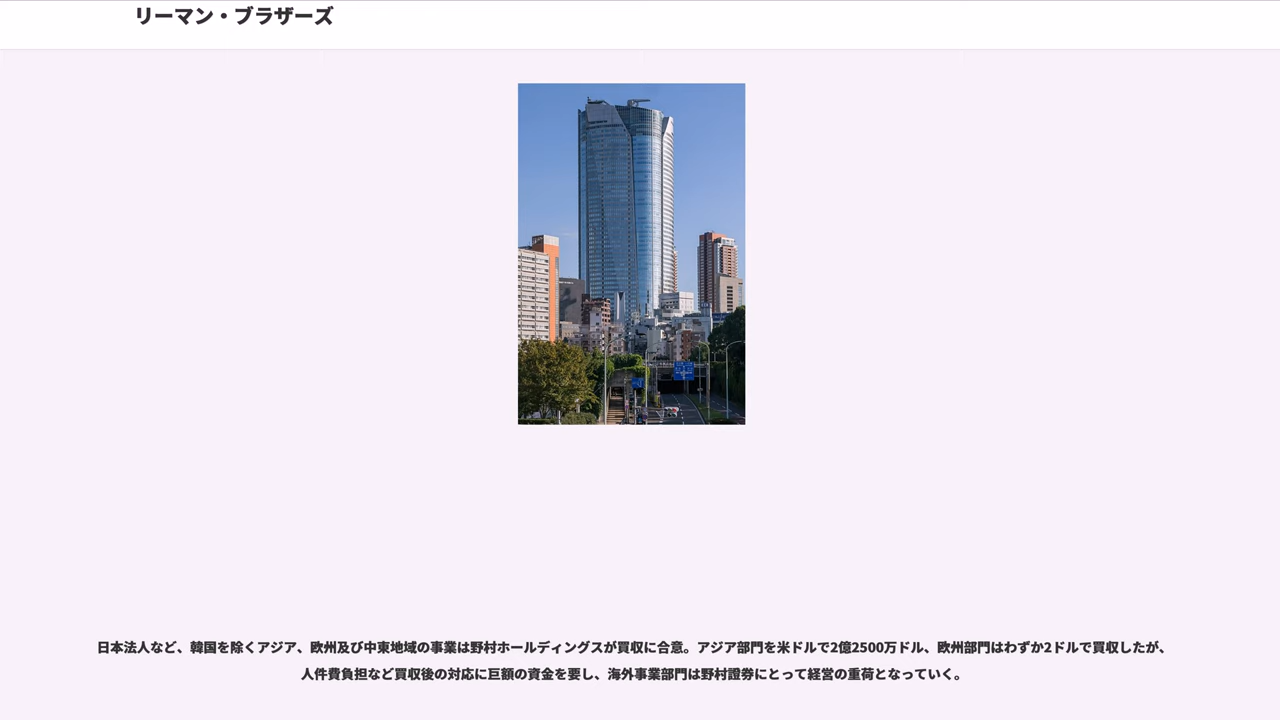 リーマン・ブラザーズ
日本法人など、韓国を除くアジア、欧州及び中東地域の事業は野村ホールディングスが買収に合意。アジア部門を米ドルで2億2500万ドル、欧州部門はわずか2ドルで買収したが、
人件費負担など買収後の対応に巨額の資金を要し、海外事業部門は野村證券にとって経営の重荷となっていく。